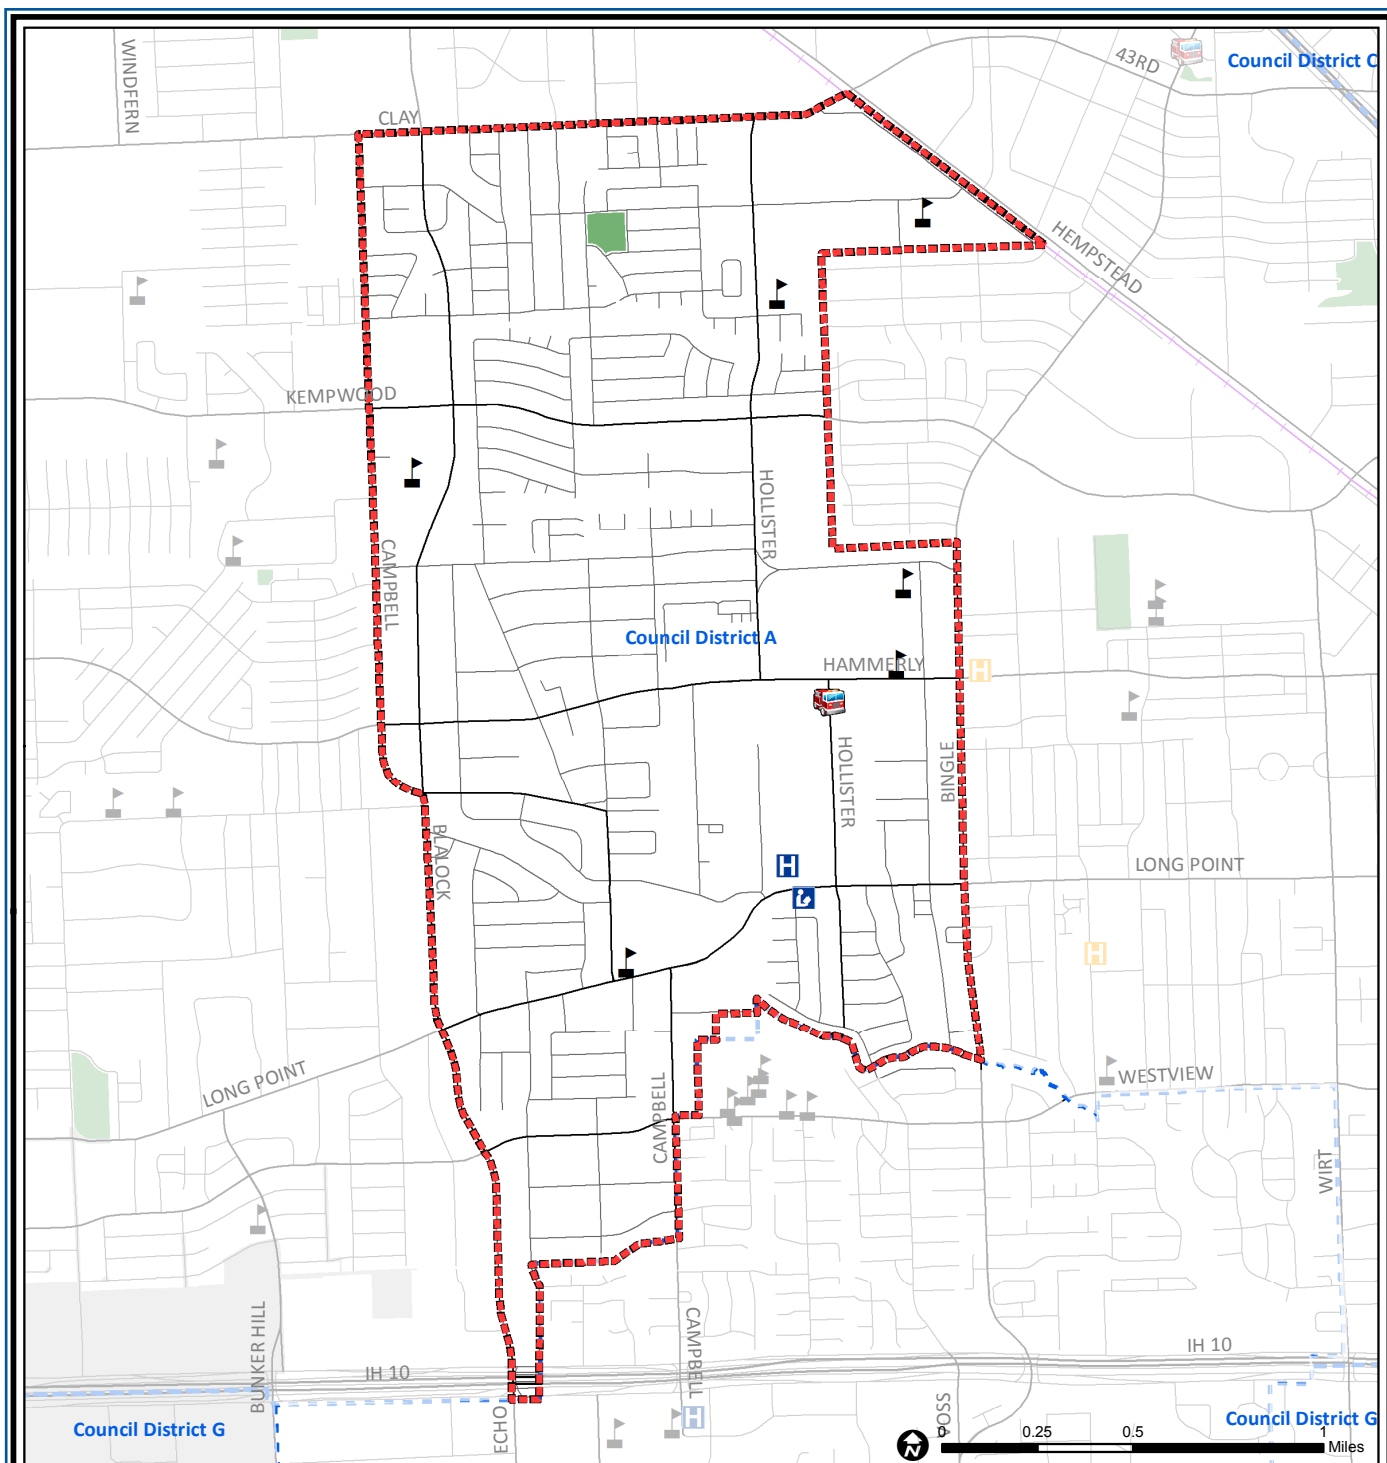 WINDFERN
43RD
Council District C
CLAY
HEMPSTEAD
KEMPWOOD
HOLLISTER
CAMPBELL
Council District A
HAMMERLY
HOLLISTER
BINGLE
BLALOCK
H
H
LONG POINT
H
LONG POINT
CAMPBELL
WESTVIEW
WIRT
BUNKER HILL
CAMPBELL
IH 10
IH 10
ECHO
VOSS
H
Council District G
Council District G
N
0 0.25 0.5 1
Miles